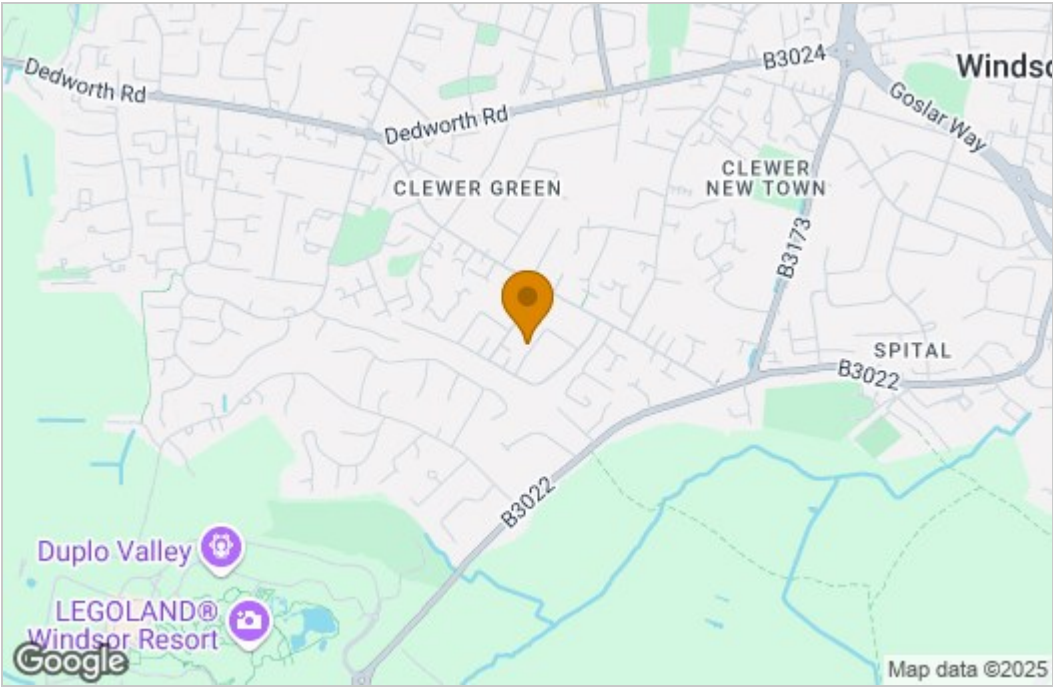 B3024
Windso
Dedworth Rd
Goslar Way
Dedworth Rd
CLEWER GREEN
CLEWER
NEW TOWN
B3173
SPITAL
B3022
B3022
Duplo Valley
LEGOLAND®
Windsor Resort
Google
Map data ©2025